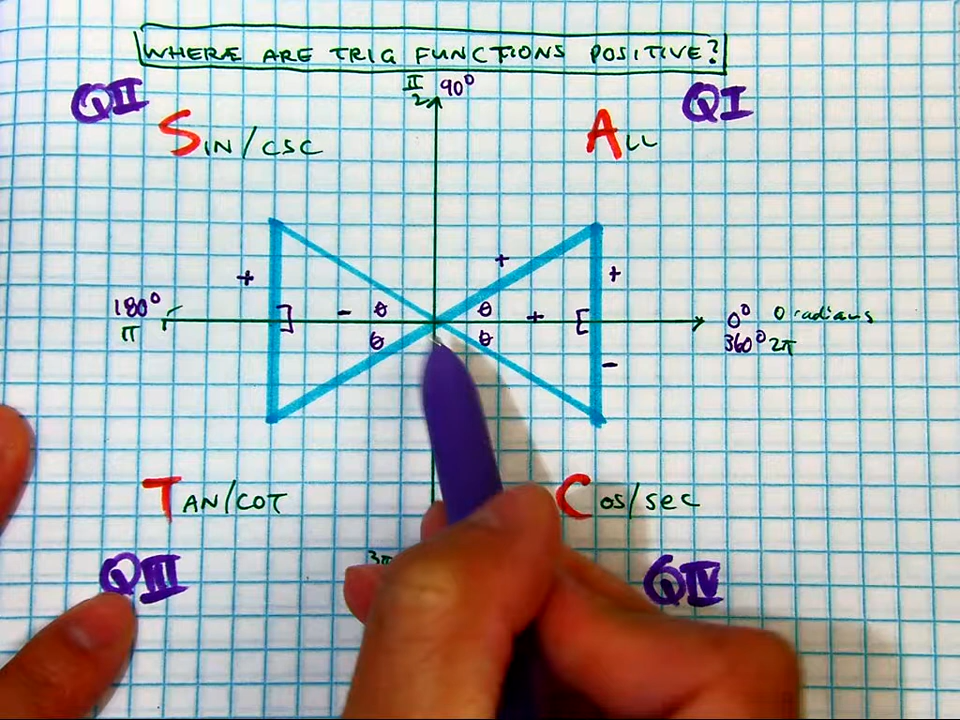 WHERE ARE TRIG FUNCTIONS POSITIVE?
π/2 90°
QII
QI
SIN/CSC
ALL
+ + +
- θ θ +
180° 0° 0 radians
π 360° 2π
θ θ -
TAN/COT
COS/SEC
3π
QIII
QIV